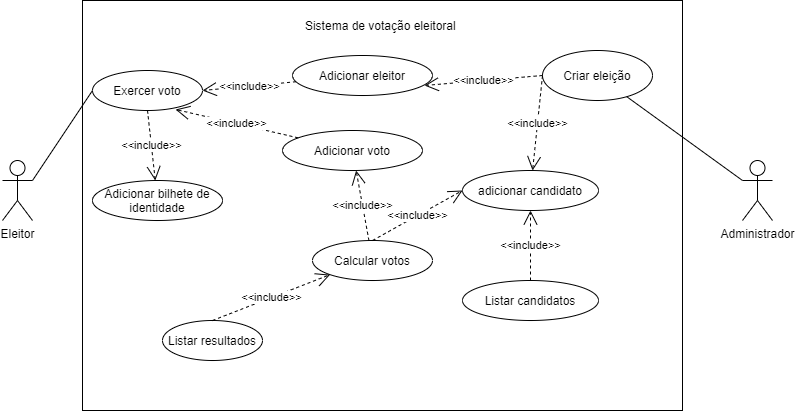 Sistema de votação eleitoral
Adicionar eleitor
Criar eleição
Exercer voto
<<include>>
<<include>>
<<include>>
<<include>>
<<include>>
Adicionar voto
Adicionar bilhete de
identidade
adicionar candidato
<<include>>
<<include>>
Eleitor
Administrador
<<include>>
Calcular votos
<<include>>
Listar candidatos
Listar resultados